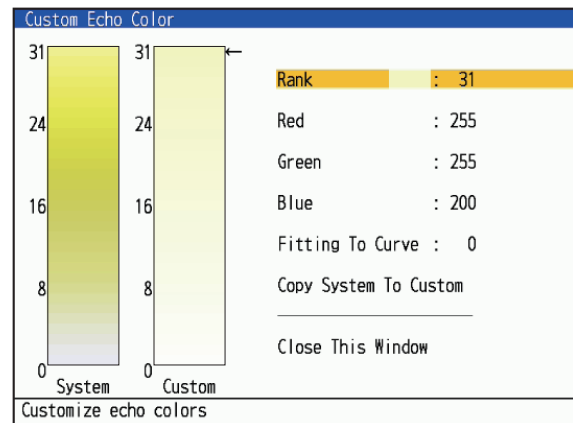 Custom Echo Color
31 31 ←
Rank : 31
24 24
Red : 255
Green : 255
16 16
Blue : 200
Fitting To Curve : 0
8 8
Copy System To Custom
Close This Window
0 0
System Custom
Customize echo colors